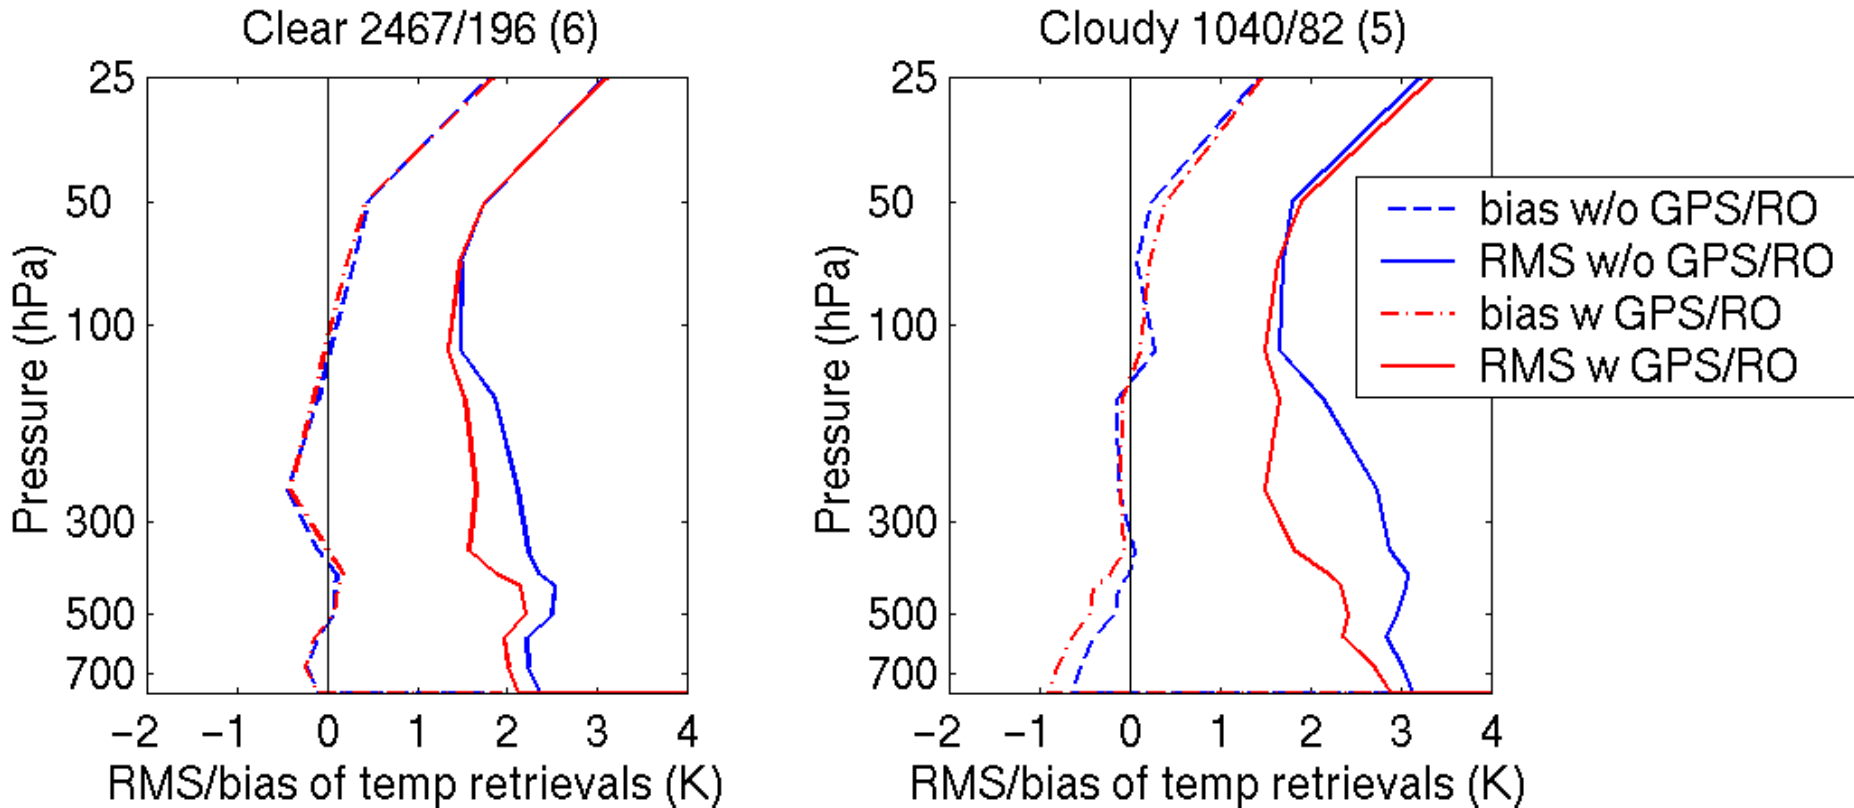 Clear 2467/196 (6)
25
50
100
300
500
700
Pressure (hPa)
−2 −1 0 1 2 3 4
RMS/bias of temp retrievals (K)
Cloudy 1040/82 (5)
25
50
100
300
500
700
Pressure (hPa)
−2 −1 0 1 2 3 4
RMS/bias of temp retrievals (K)
bias w/o GPS/RO
RMS w/o GPS/RO
bias w GPS/RO
RMS w GPS/RO